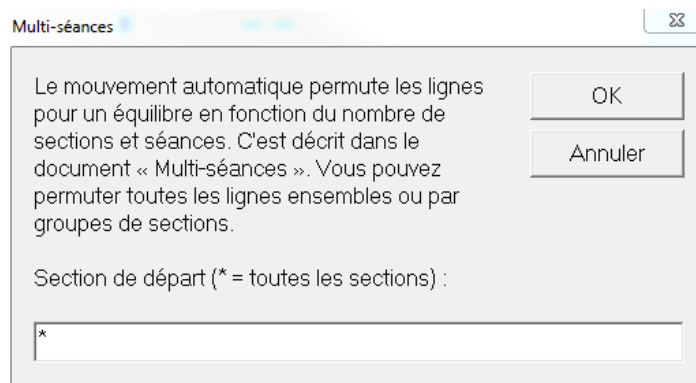 Multi-séances
Le mouvement automatique permute les lignes
pour un équilibre en fonction du nombre de
sections et séances. C'est décrit dans le
document « Multi-séances ». Vous pouvez
permuter toutes les lignes ensembles ou par
groupes de sections.
OK
Annuler
Section de départ (* = toutes les sections) :
*